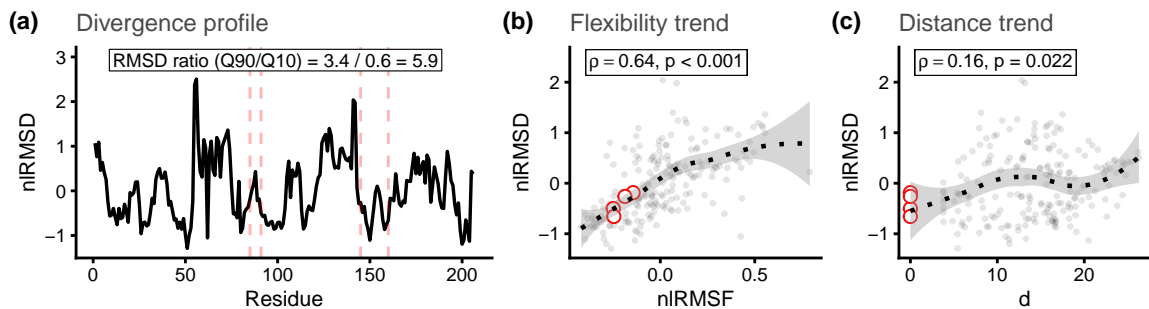 (a) Divergence profile
RMSD ratio (Q90/Q10) = 3.4 / 0.6 = 5.9
nlRMSD
3
2
1
0
−1
0 50 100 150 200
Residue
(b) Flexibility trend
ρ = 0.64, p < 0.001
nlRMSD
2
1
0
−1
0.0 0.5
nlRMSF
(c) Distance trend
ρ = 0.16, p = 0.022
nlRMSD
2
1
0
−1
0 10 20
d